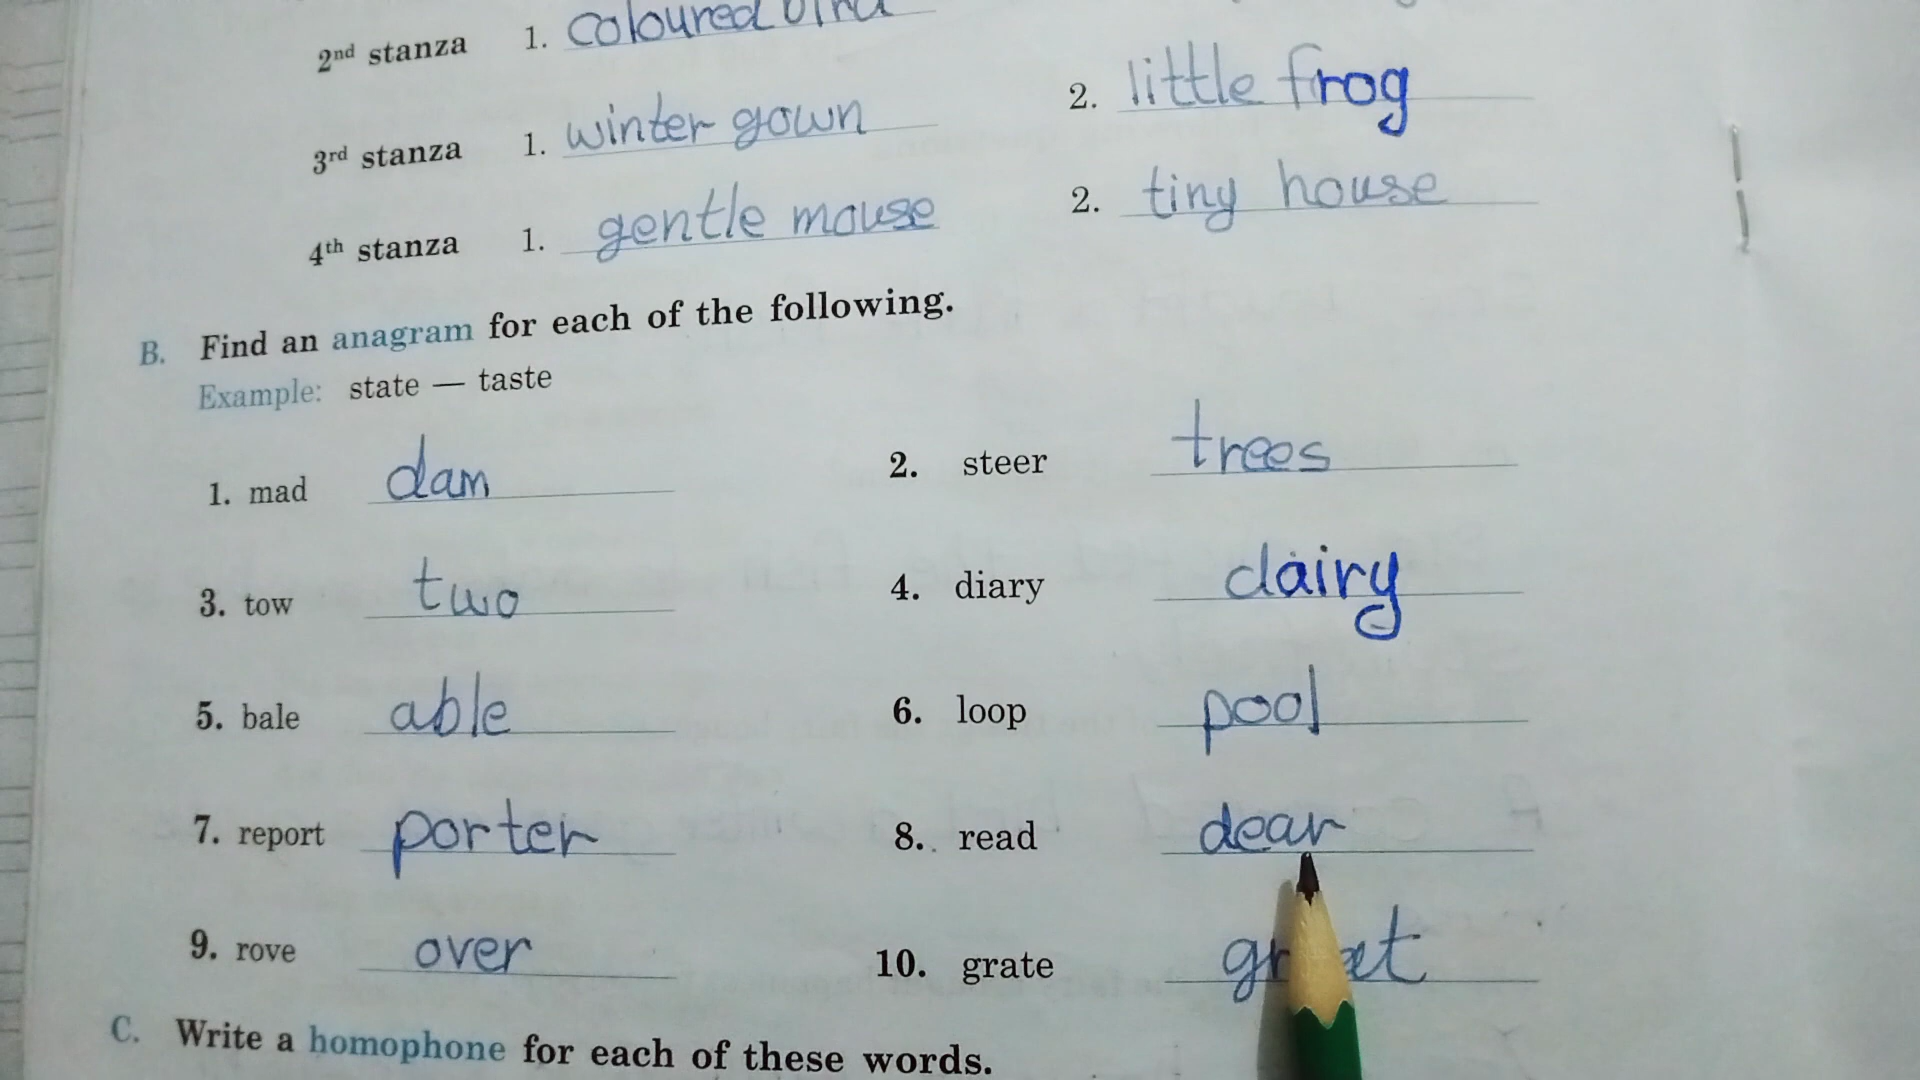 2nd stanza 1. coloured bird
2. little frog
3rd stanza 1. winter gown
2. tiny house
4th stanza 1. gentle mouse
B. Find an anagram for each of the following.
Example: state — taste
1. mad dam 2. steer trees
3. tow two 4. diary dairy
5. bale able 6. loop pool
7. report porter 8. read dear
9. rove over 10. grate great
C. Write a homophone for each of these words.